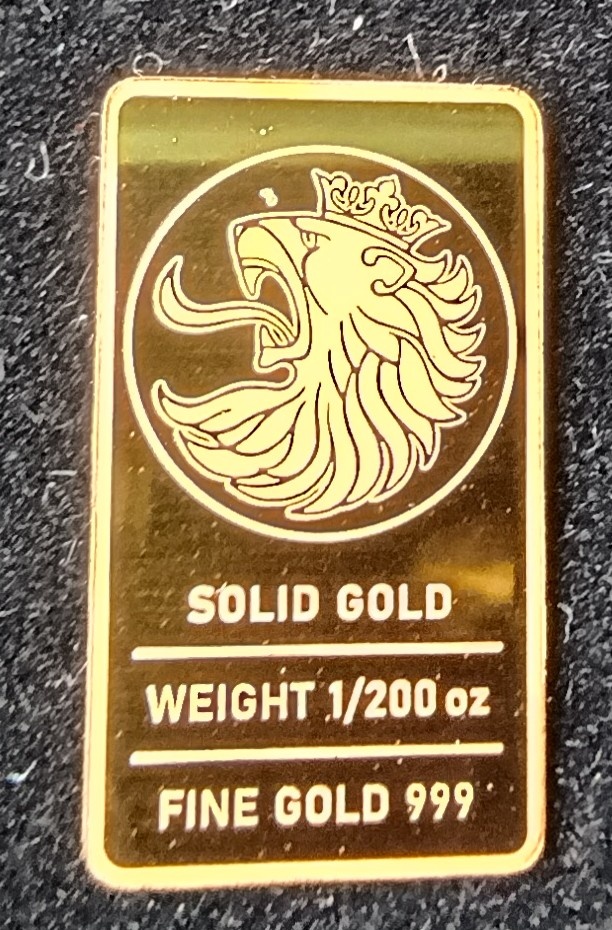 SOLID GOLD
WEIGHT 1/200 oz
FINE GOLD 999